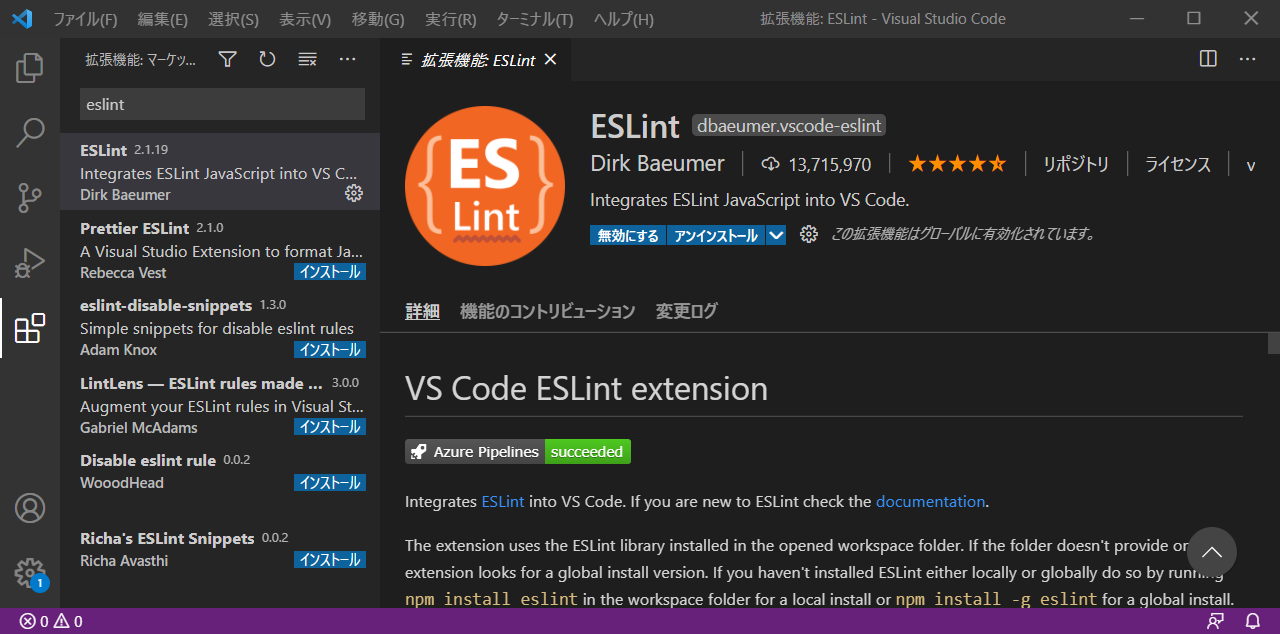 ファイル(F) 編集(E) 選択(S) 表示(V) 移動(G) 実行(R) ターミナル(T) ヘルプ(H) 拡張機能: ESLint - Visual Studio Code
拡張機能: マーケッ...
拡張機能: ESLint
eslint
ESLint 2.1.19
Integrates ESLint JavaScript into VS C...
Dirk Baeumer
Prettier ESLint 2.1.0
A Visual Studio Extension to format Ja...
Rebecca Vest インストール
eslint-disable-snippets 1.3.0
Simple snippets for disable eslint rules
Adam Knox インストール
LintLens — ESLint rules made ... 3.0.0
Augment your ESLint rules in Visual St...
Gabriel McAdams インストール
Disable eslint rule 0.0.2
WooodHead インストール
Richa's ESLint Snippets 0.0.2
Richa Avasthi インストール
1
{ES
Lint}
ESLint dbaeumer.vscode-eslint
Dirk Baeumer 13,715,970 リポジトリ ライセンス v
Integrates ESLint JavaScript into VS Code.
無効にする アンインストール この拡張機能はグローバルに有効化されています。
詳細 機能のコントリビューション 変更ログ
VS Code ESLint extension
Azure Pipelines succeeded
Integrates ESLint into VS Code. If you are new to ESLint check the documentation.
The extension uses the ESLint library installed in the opened workspace folder. If the folder doesn't provide
extension looks for a global install version. If you haven't installed ESLint either locally or globally do so by running
npm install eslint in the workspace folder for a local install or npm install -g eslint for a global install.
0 0